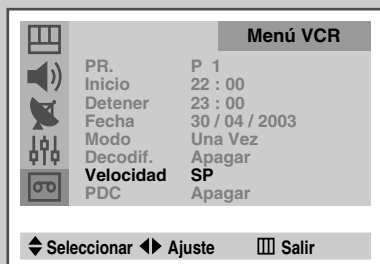 Menú VCR
PR. P 1
Inicio 22 : 00
Detener 23 : 00
Fecha 30 / 04 / 2003
Modo Una Vez
Decodif. Apagar
Velocidad SP
PDC Apagar
Seleccionar Ajuste Salir